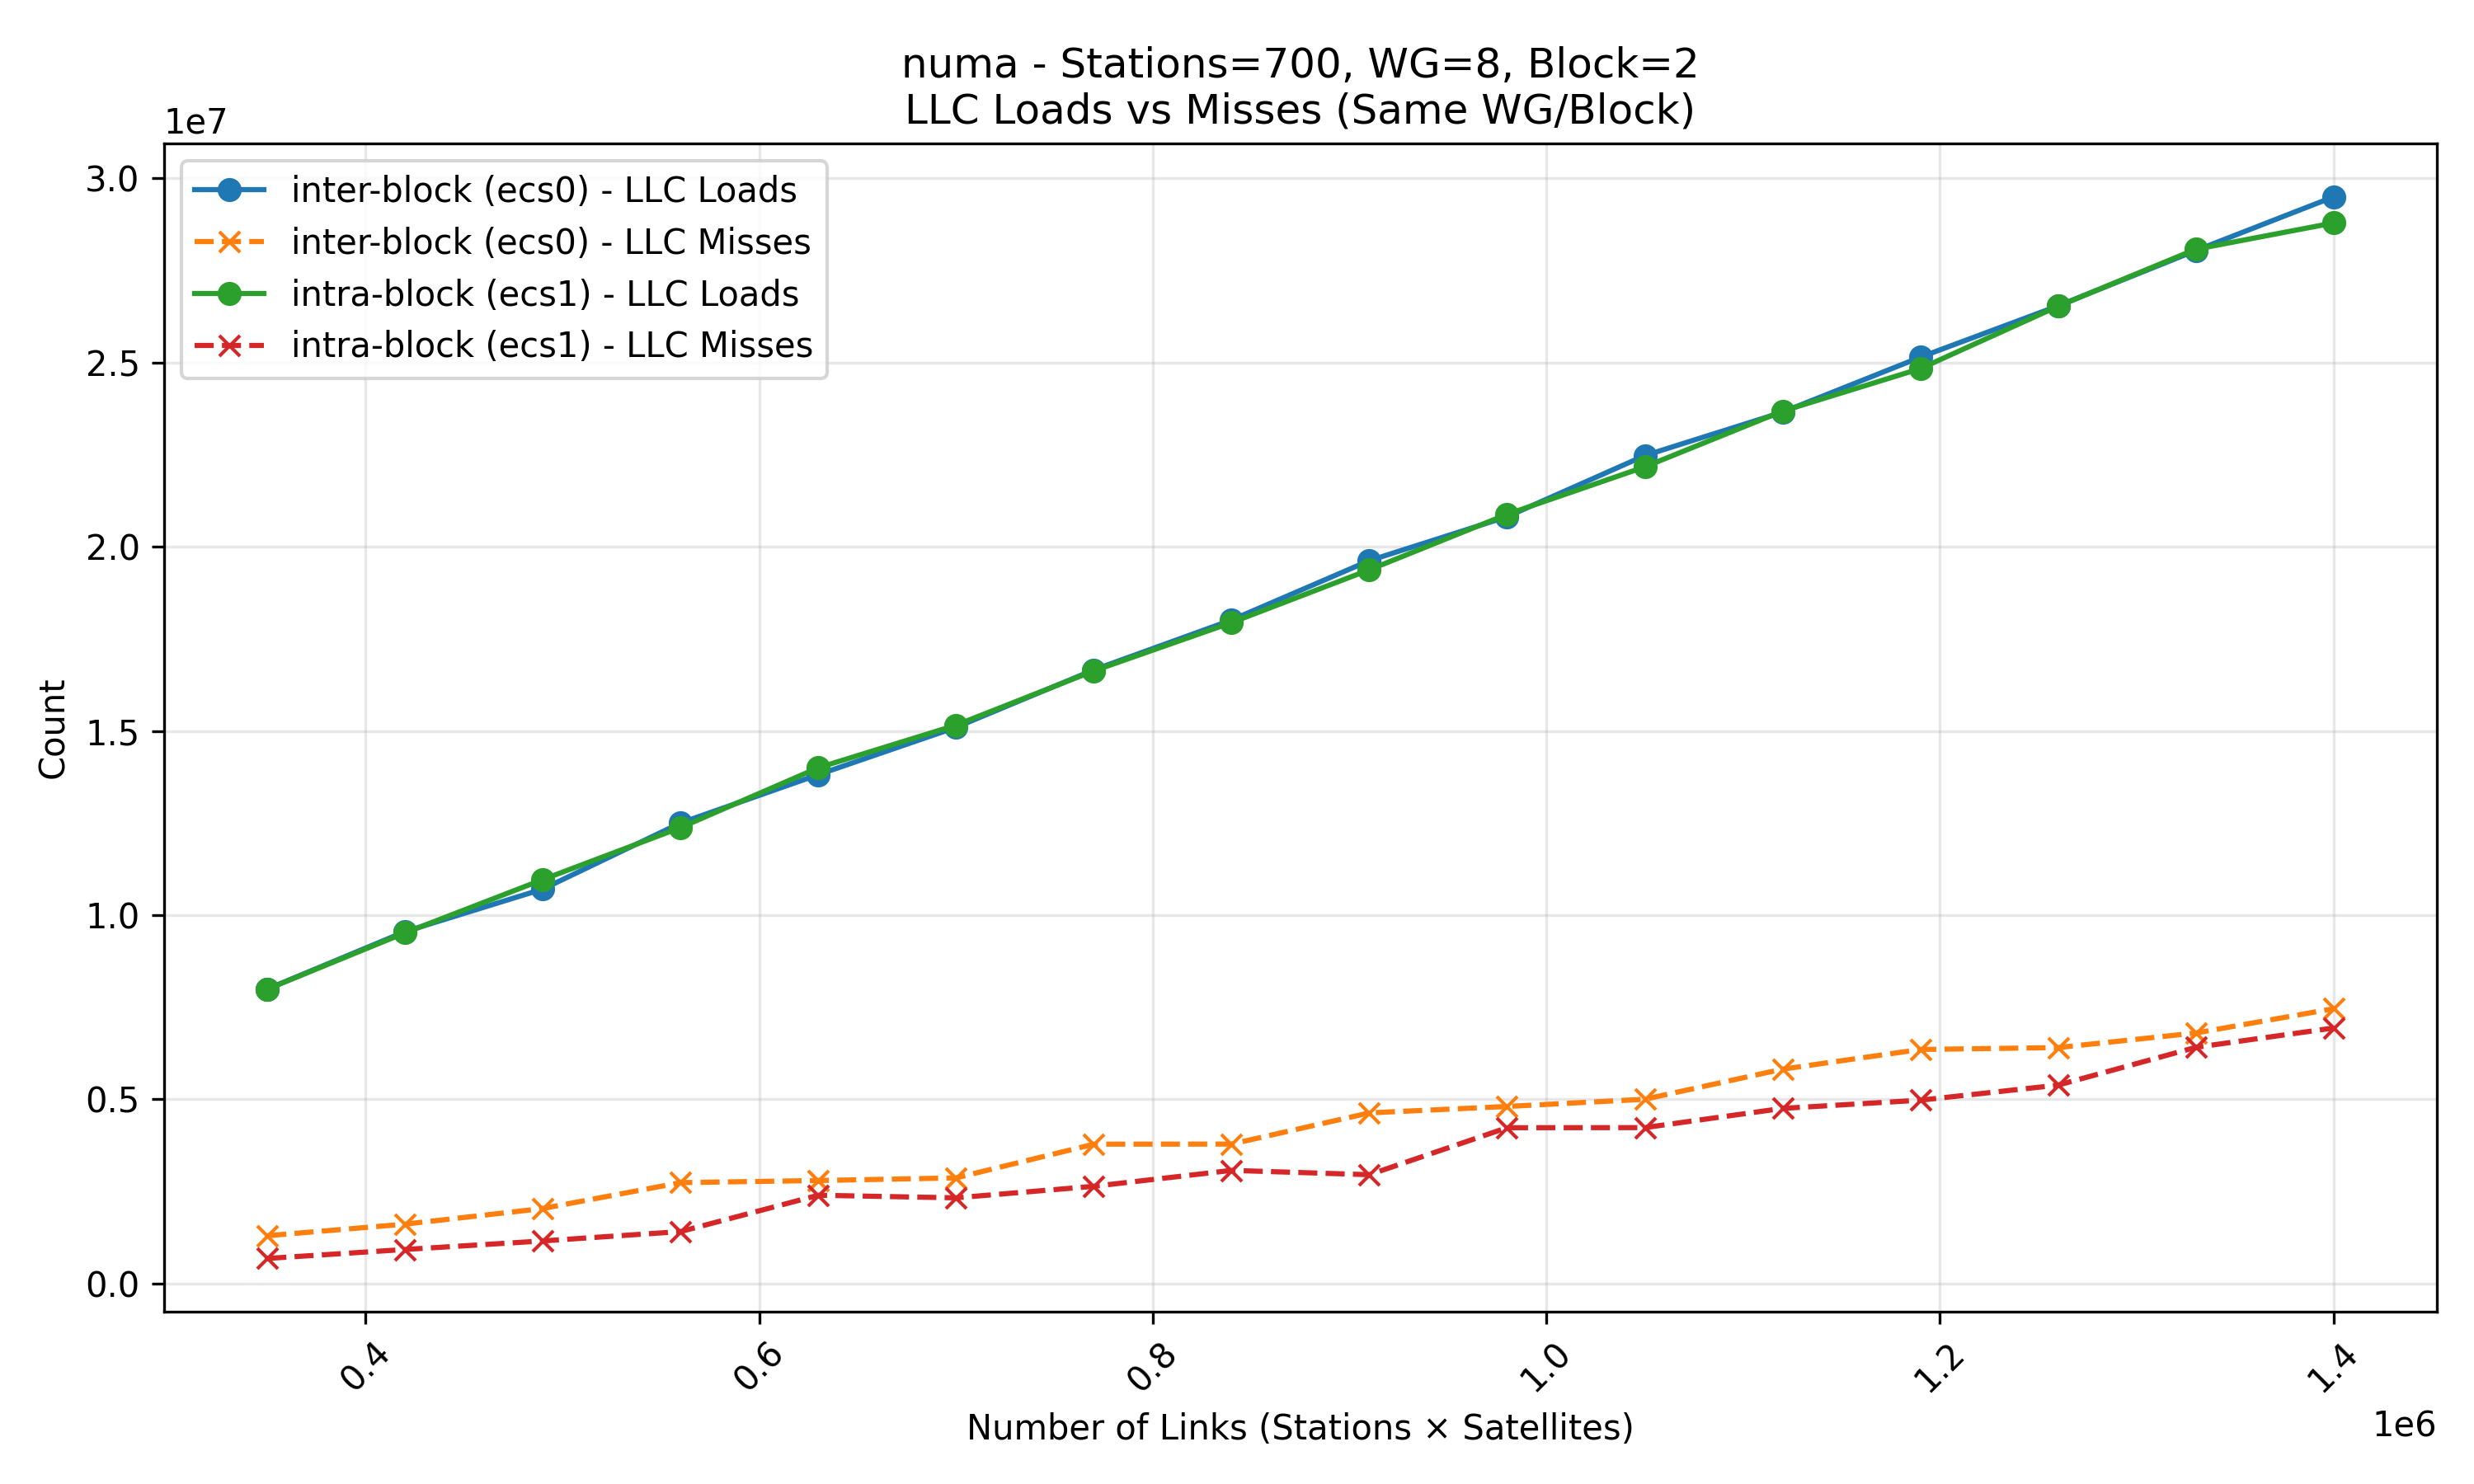 numa - Stations=700, WG=8, Block=2
LLC Loads vs Misses (Same WG/Block)
1e7
3.0
2.5
2.0
1.5
1.0
0.5
0.0
Count
inter-block (ecs0) - LLC Loads
inter-block (ecs0) - LLC Misses
intra-block (ecs1) - LLC Loads
intra-block (ecs1) - LLC Misses
0.4
0.6
0.8
1.0
1.2
1.4
Number of Links (Stations × Satellites)
1e6